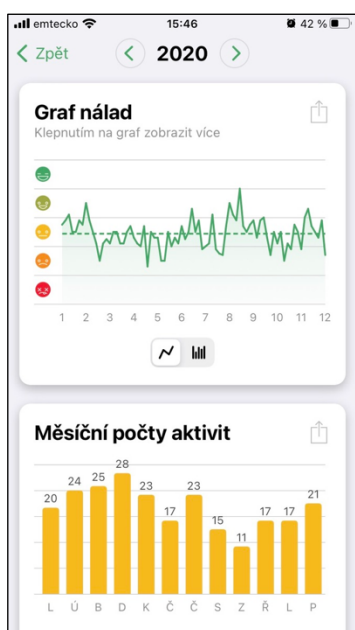 emtecko 15:46 42 %
Zpět 2020
Graf nálad
Klepnutím na graf zobrazit více
1 2 3 4 5 6 7 8 9 10 11 12
Měsíční počty aktivit
20 24 25 28 23 17 23 15 11 17 17 21
L Ú B D K Č Č S Z Ř L P